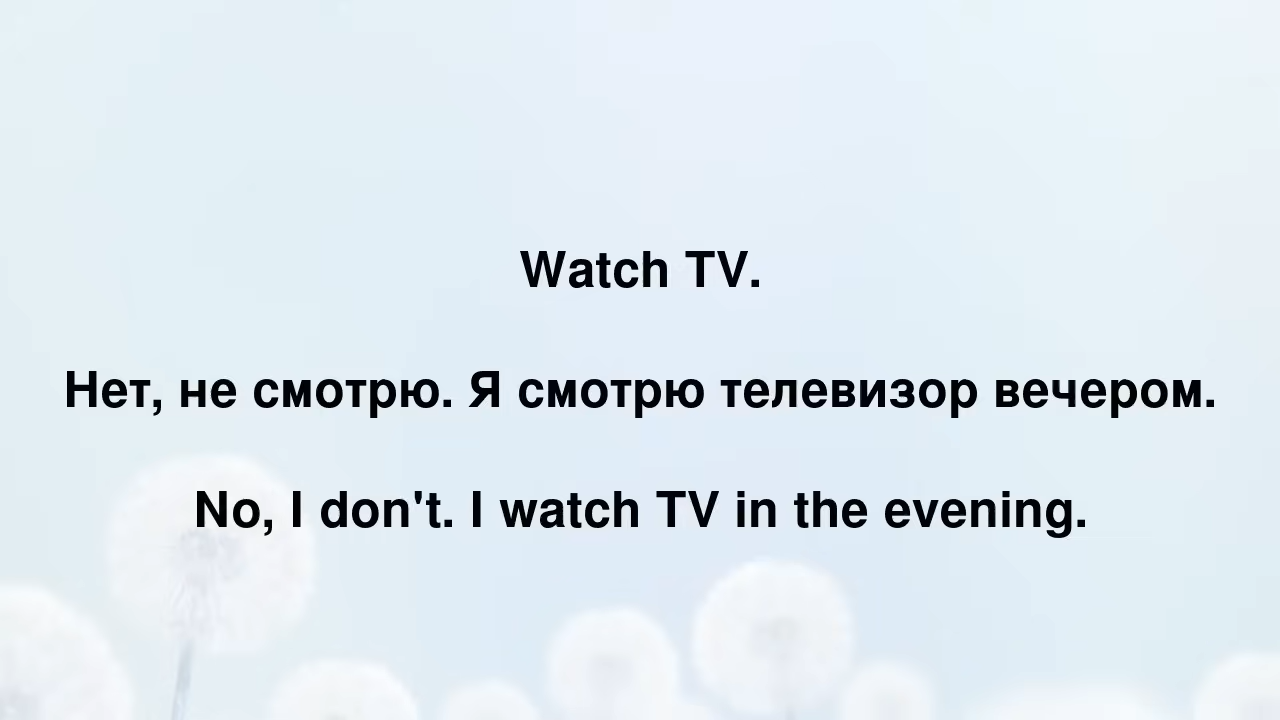 Watch TV.
Нет, не смотрю. Я смотрю телевизор вечером.
No, I don't. I watch TV in the evening.